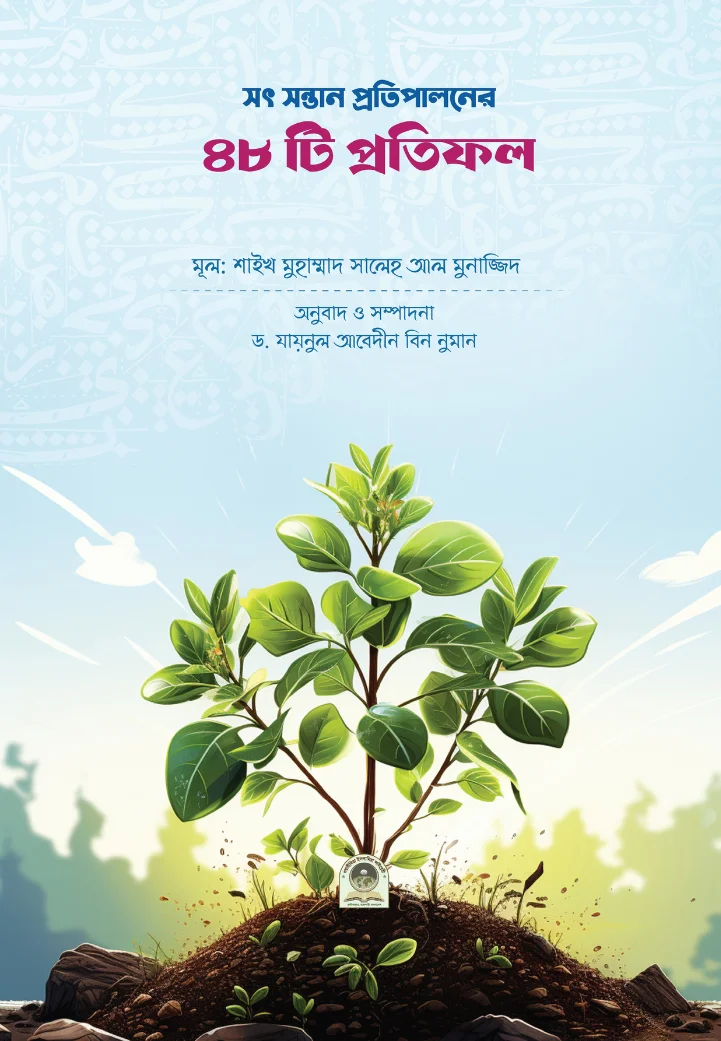 সৎ সন্তান প্রতিপালনের
৪৮ টি প্রতিফল
মূল: শাইখ মুহাম্মাদ সালেহ আল মুনাজ্জিদ
অনুবাদ ও সম্পাদনা
ড. যায়নুল আবেদীন বিন নুমান